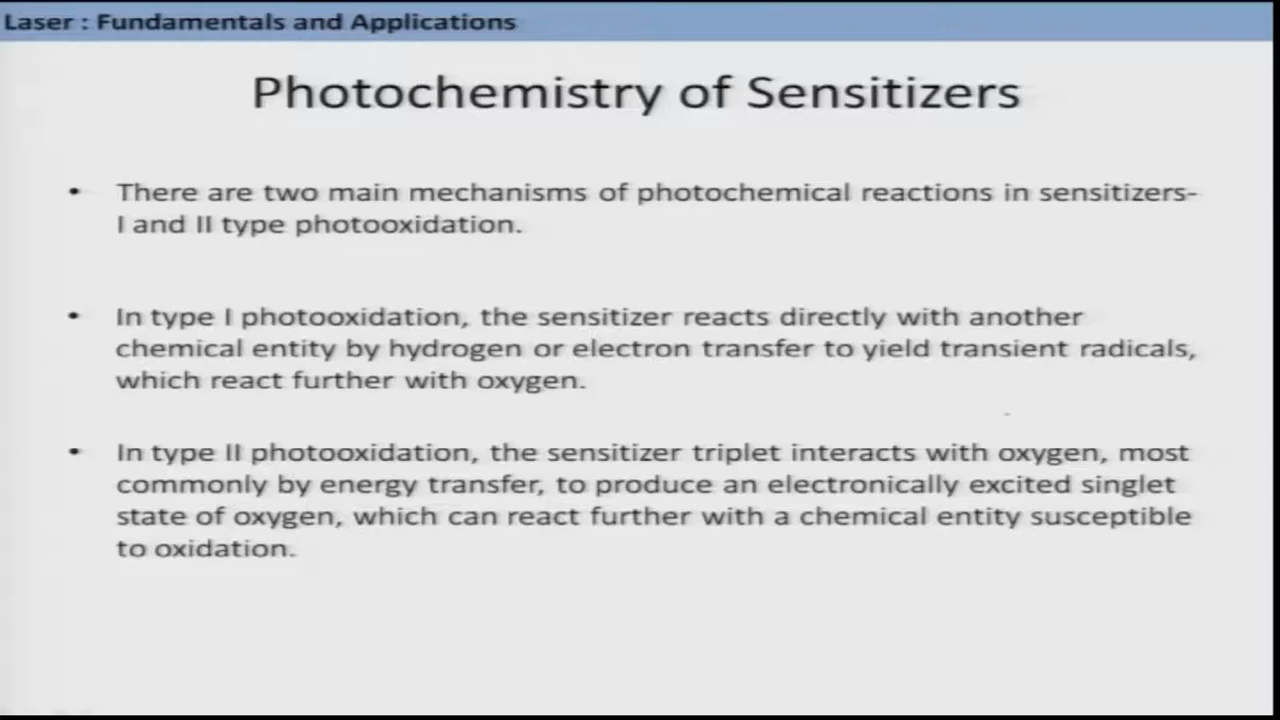 Laser : Fundamentals and Applications
Photochemistry of Sensitizers
• There are two main mechanisms of photochemical reactions in sensitizers-
I and II type photooxidation.
• In type I photooxidation, the sensitizer reacts directly with another
chemical entity by hydrogen or electron transfer to yield transient radicals,
which react further with oxygen.
• In type II photooxidation, the sensitizer triplet interacts with oxygen, most
commonly by energy transfer, to produce an electronically excited singlet
state of oxygen, which can react further with a chemical entity susceptible
to oxidation.